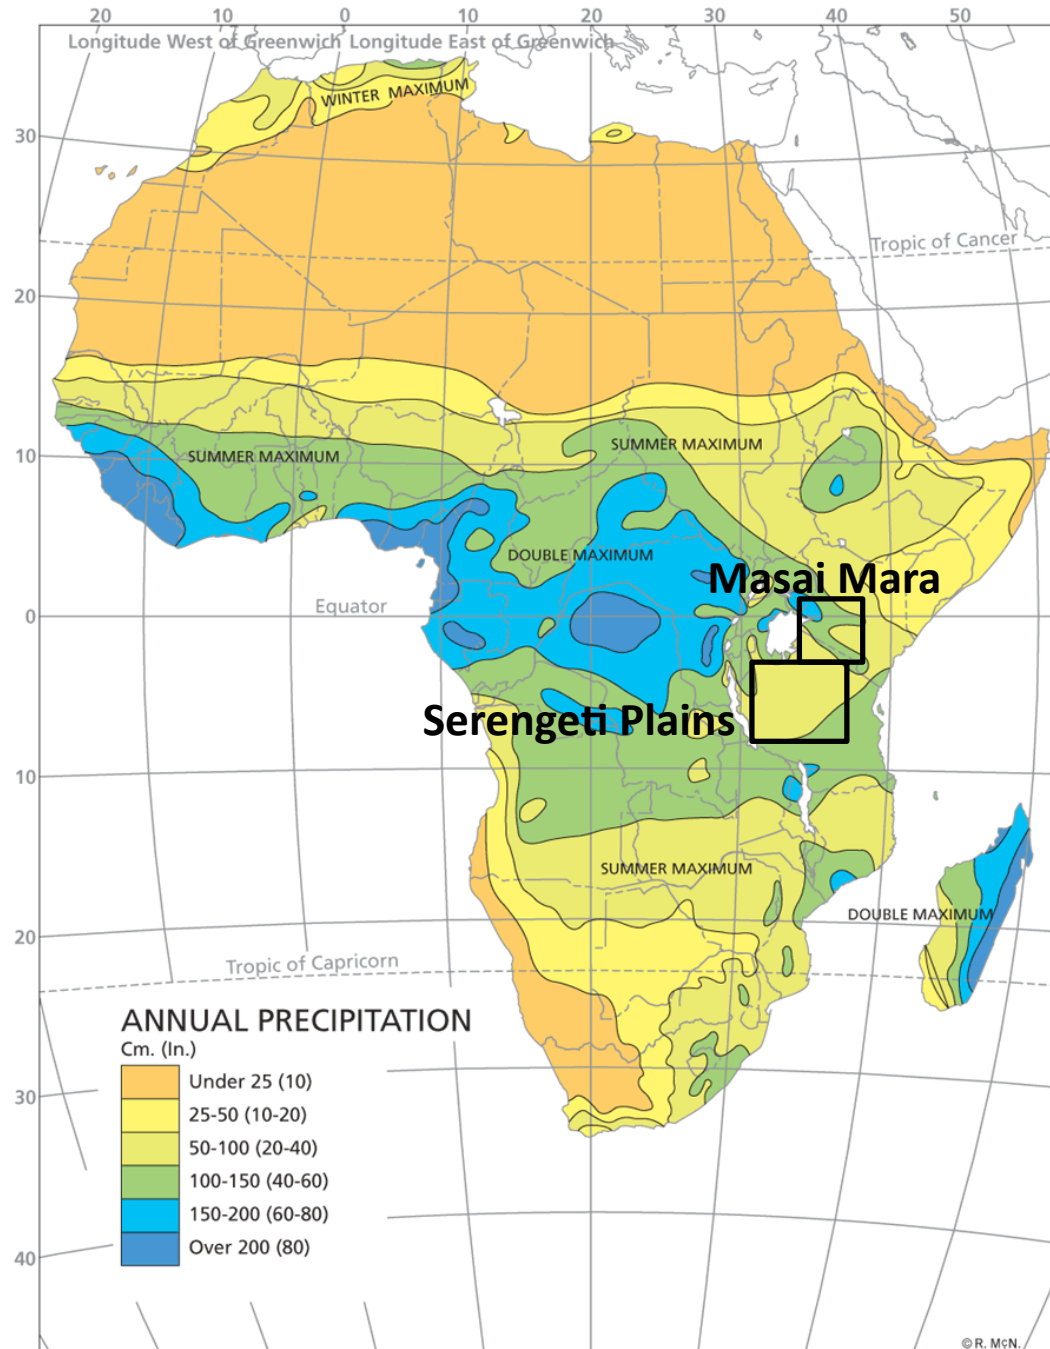 20 10 0 10 20 30 40 50
Longitude West of Greenwich Longitude East of Greenwich
WINTER MAXIMUM
30
Tropic of Cancer
20
SUMMER MAXIMUM
10
SUMMER MAXIMUM
DOUBLE MAXIMUM
Masai Mara
Equator
0
Serengeti Plains
10
SUMMER MAXIMUM
DOUBLE MAXIMUM
20
Tropic of Capricorn
ANNUAL PRECIPITATION
Cm. (In.)
Under 25 (10)
25-50 (10-20)
30
50-100 (20-40)
100-150 (40-60)
150-200 (60-80)
Over 200 (80)
40
© R. McN.